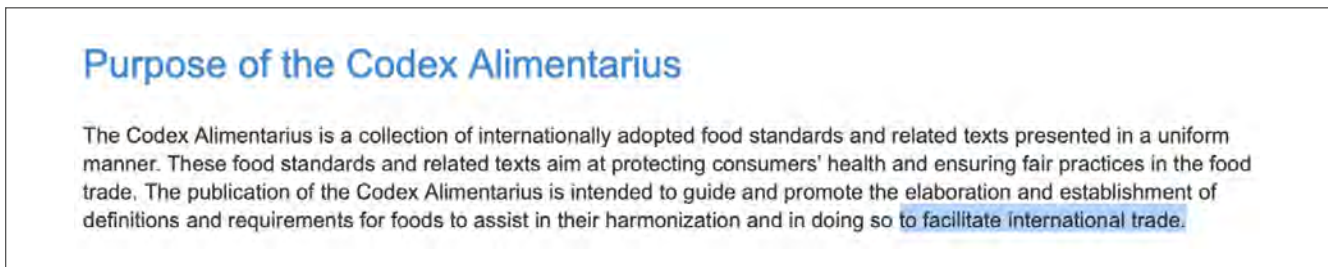 Purpose of the Codex Alimentarius
The Codex Alimentarius is a collection of internationally adopted food standards and related texts presented in a uniform
manner. These food standards and related texts aim at protecting consumers' health and ensuring fair practices in the food
trade. The publication of the Codex Alimentarius is intended to guide and promote the elaboration and establishment of
definitions and requirements for foods to assist in their harmonization and in doing so to facilitate international trade.